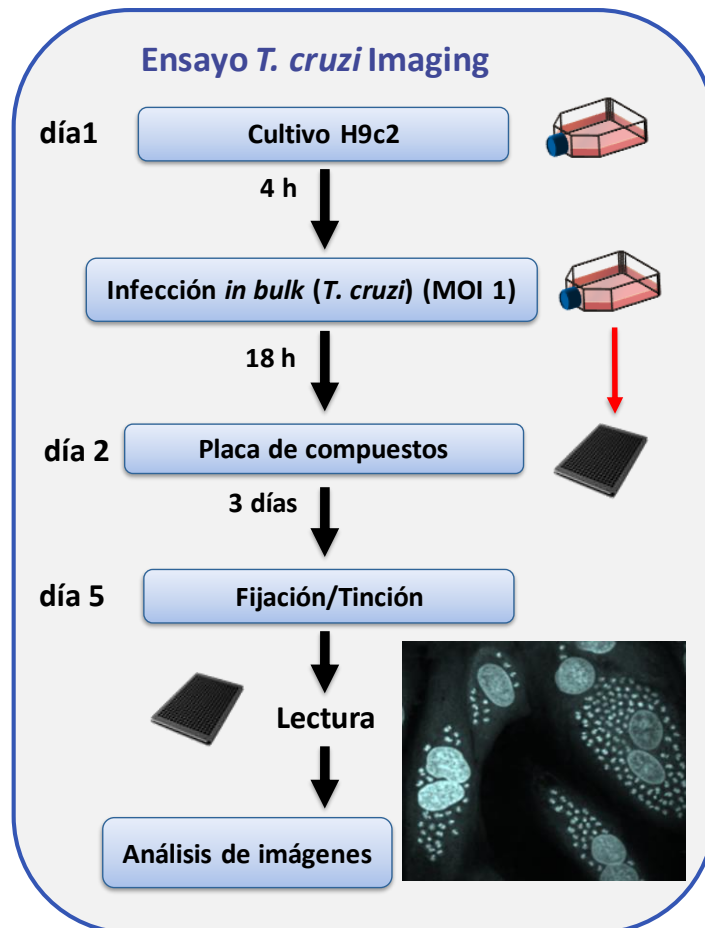 Ensayo T. cruzi Imaging
día1
Cultivo H9c2
4 h
Infección in bulk (T. cruzi) (MOI 1)
18 h
día 2
Placa de compuestos
3 días
día 5
Fijación/Tinción
Lectura
Análisis de imágenes